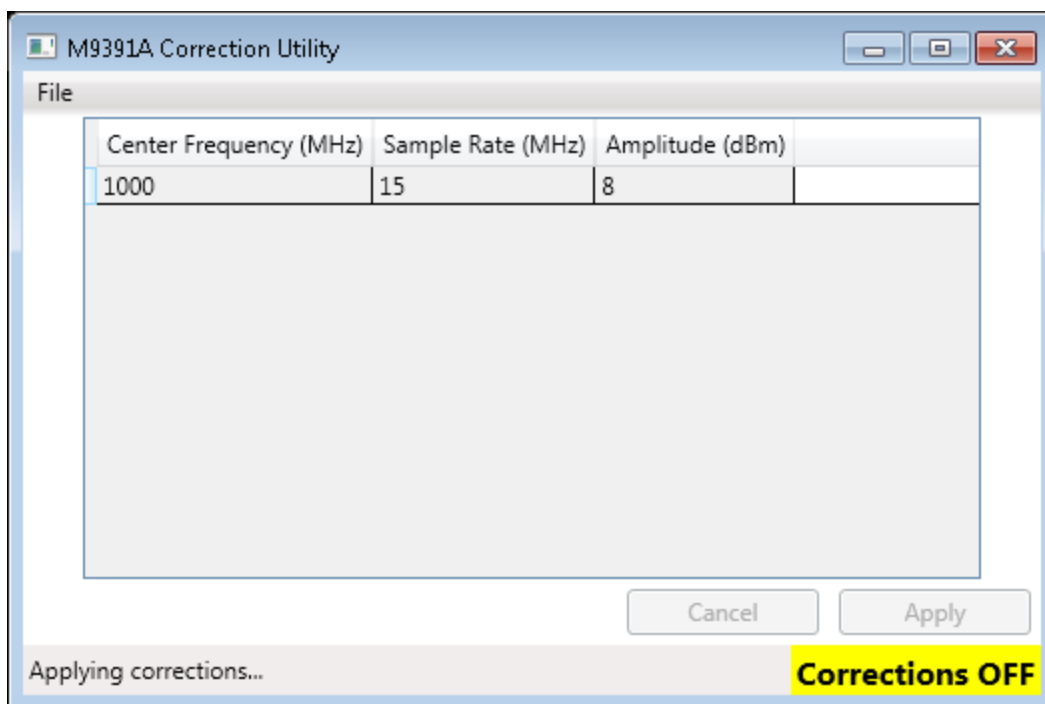 M9391A Correction Utility
File
Center Frequency (MHz) Sample Rate (MHz) Amplitude (dBm)
1000 15 8
Cancel Apply
Applying corrections... Corrections OFF